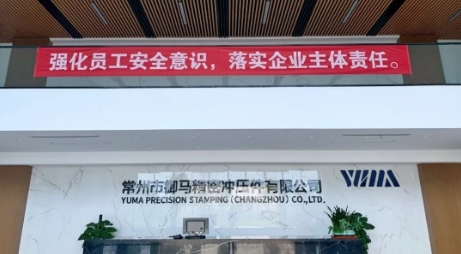 强化员工安全意识，落实企业主体责任。
常州市御马精密冲压件有限公司
YUMA PRECISION STAMPING (CHANGZHOU) CO.,LTD.
YUMA